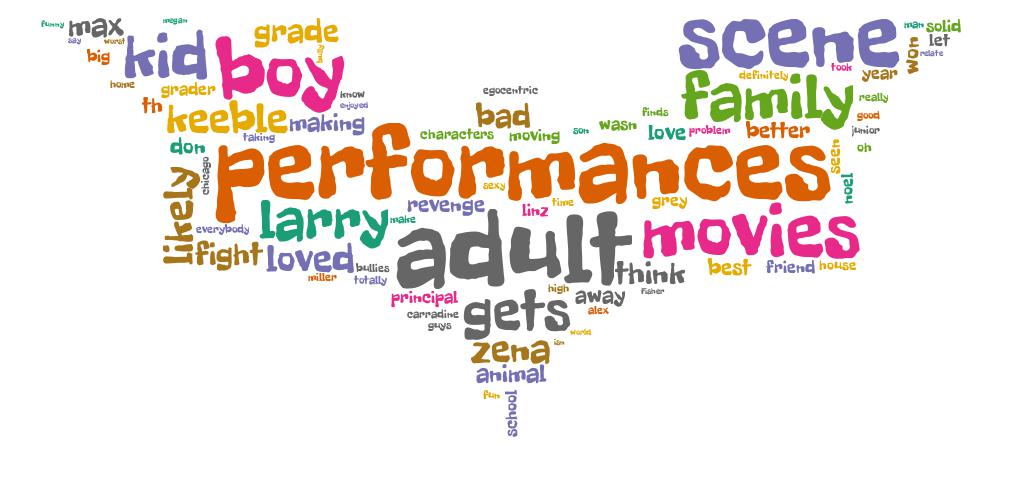 funny
max
say
worst
megan
grade
kid
boy
bully
big
home
grader
th
know
enjoyed
keeble
making
taking
don
chicago
likely
egocentric
bad
characters
moving
son
wasn
finds
love
problem
better
scene
man
solid
won
let
relate
took
definitely
year
family
really
good
junior
oh
performances
seen
noel
sexy
revenge
linz
time
grey
larry
make
everybody
fight
loved
bullies
miller
totally
adult
movies
think
best
friend
house
principal
carradine
guys
gets
high
away
alex
fisher
world
zena
isn
animal
fun
school